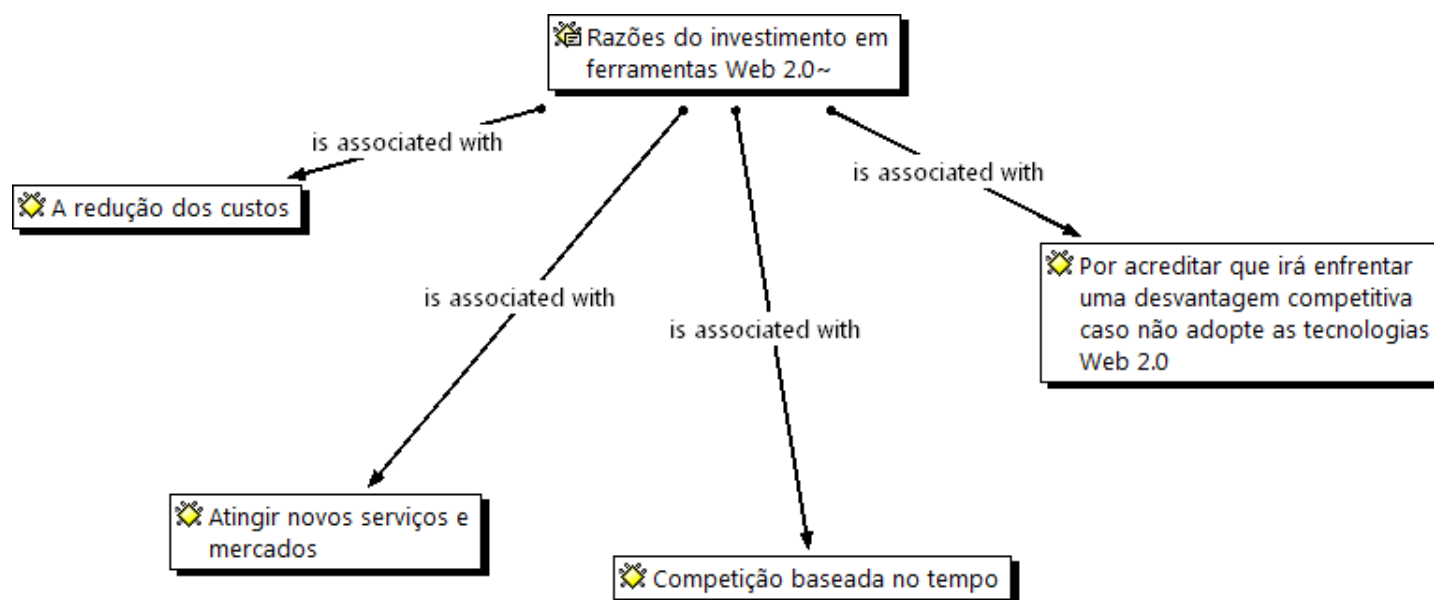 Razões do investimento em
ferramentas Web 2.0~
is associated with
is associated with
A redução dos custos
Por acreditar que irá enfrentar
uma desvantagem competitiva
caso não adopte as tecnologias
Web 2.0
is associated with
is associated with
Atingir novos serviços e
mercados
Competição baseada no tempo